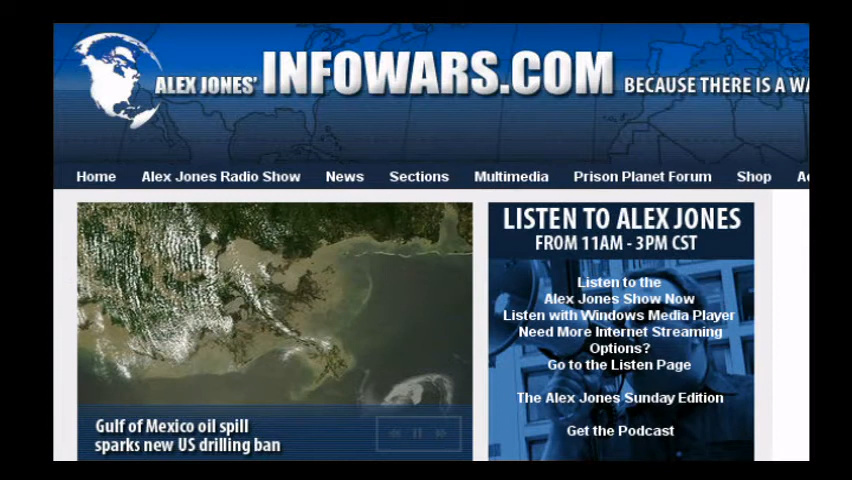 ALEX JONES' INFOWARS.COM BECAUSE THERE IS A
Home Alex Jones Radio Show News Sections Multimedia Prison Planet Forum Shop
LISTEN TO ALEX JONES
FROM 11AM - 3PM CST
Listen to the
Alex Jones Show Now
Listen with Windows Media Player
Need More Internet Streaming
Options?
Go to the Listen Page
The Alex Jones Sunday Edition
Get the Podcast
Gulf of Mexico oil spill
sparks new US drilling ban